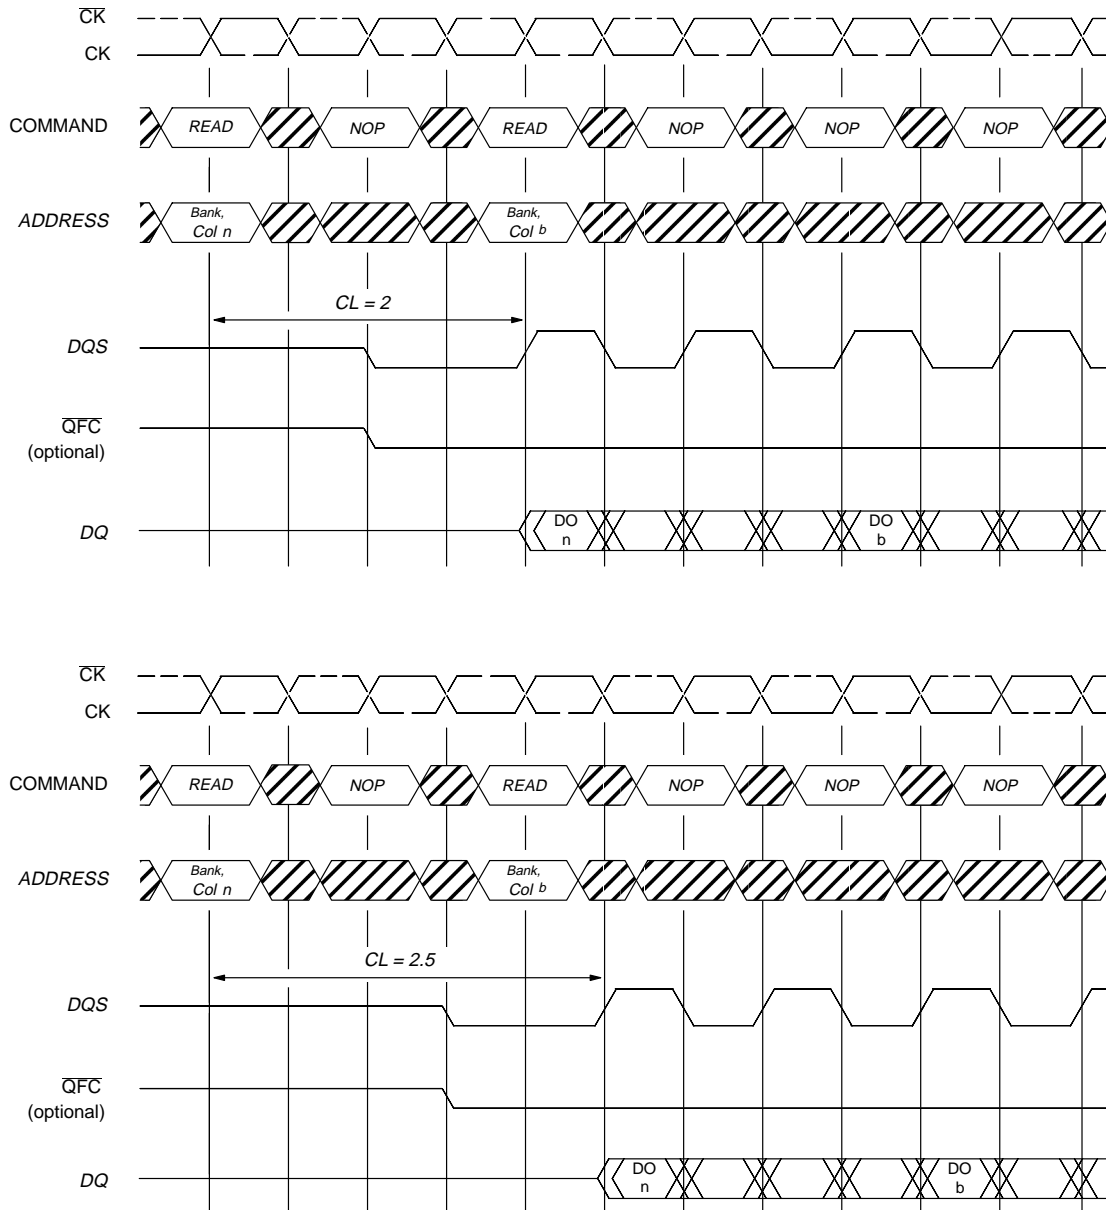 CK
CK
COMMAND READ NOP READ NOP NOP NOP
ADDRESS Bank, Col n Bank, Col b
CL = 2
DQS
QFC
(optional)
DQ DO n DO b
CK
CK
COMMAND READ NOP READ NOP NOP NOP
ADDRESS Bank, Col n Bank, Col b
CL = 2.5
DQS
QFC
(optional)
DQ DO n DO b